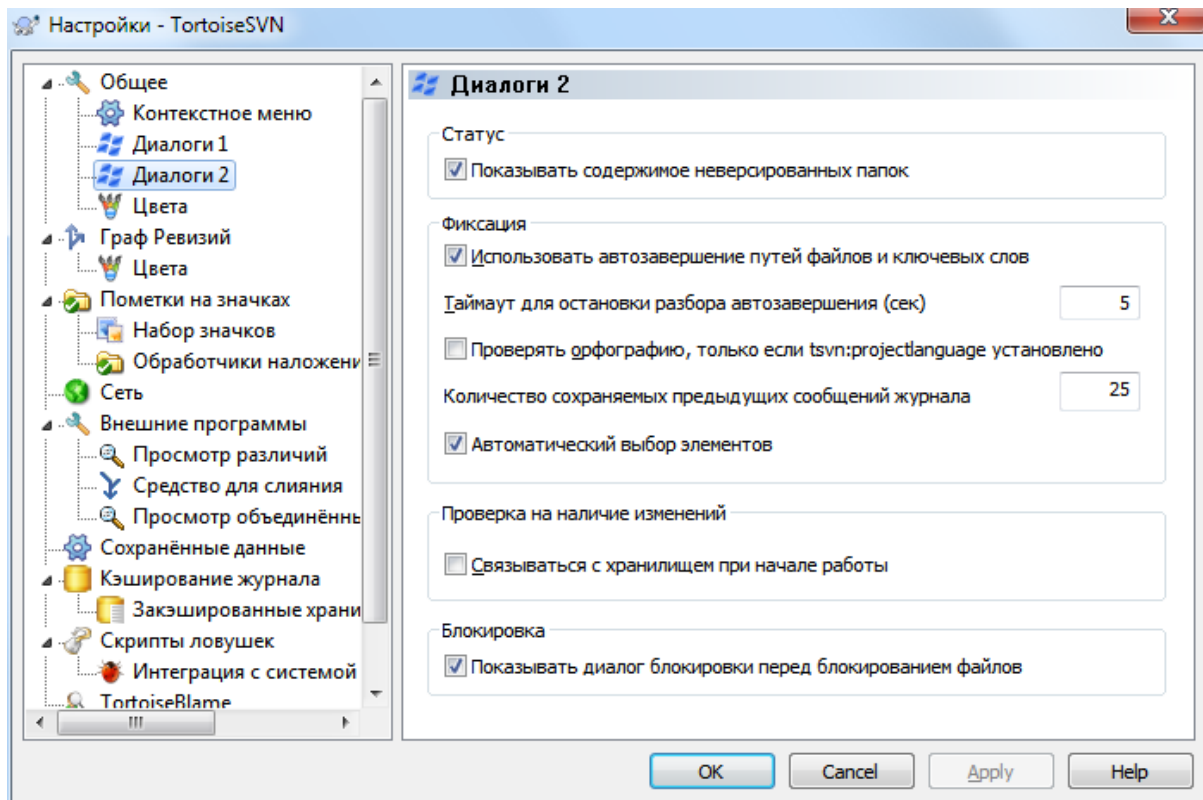 Настройки - TortoiseSVN
Общее
Контекстное меню
Диалоги 1
Диалоги 2
Цвета
Граф Ревизий
Цвета
Пометки на значках
Набор значков
Обработчики наложени
Сеть
Внешние программы
Просмотр различий
Средство для слияния
Просмотр объединённь
Сохранённые данные
Кэширование журнала
Закэшированные храни
Скрипты ловушек
Интеграция с системой
TortoiseBlame
Диалоги 2
Статус
Показывать содержимое неверсированных папок
Фиксация
Использовать автозавершение путей файлов и ключевых слов
Таймаут для остановки разбора автозавершения (сек) 5
Проверять орфографию, только если tsvn:projectlanguage установлено
Количество сохраняемых предыдущих сообщений журнала 25
Автоматический выбор элементов
Проверка на наличие изменений
Связываться с хранилищем при начале работы
Блокировка
Показывать диалог блокировки перед блокированием файлов
OK Cancel Apply Help